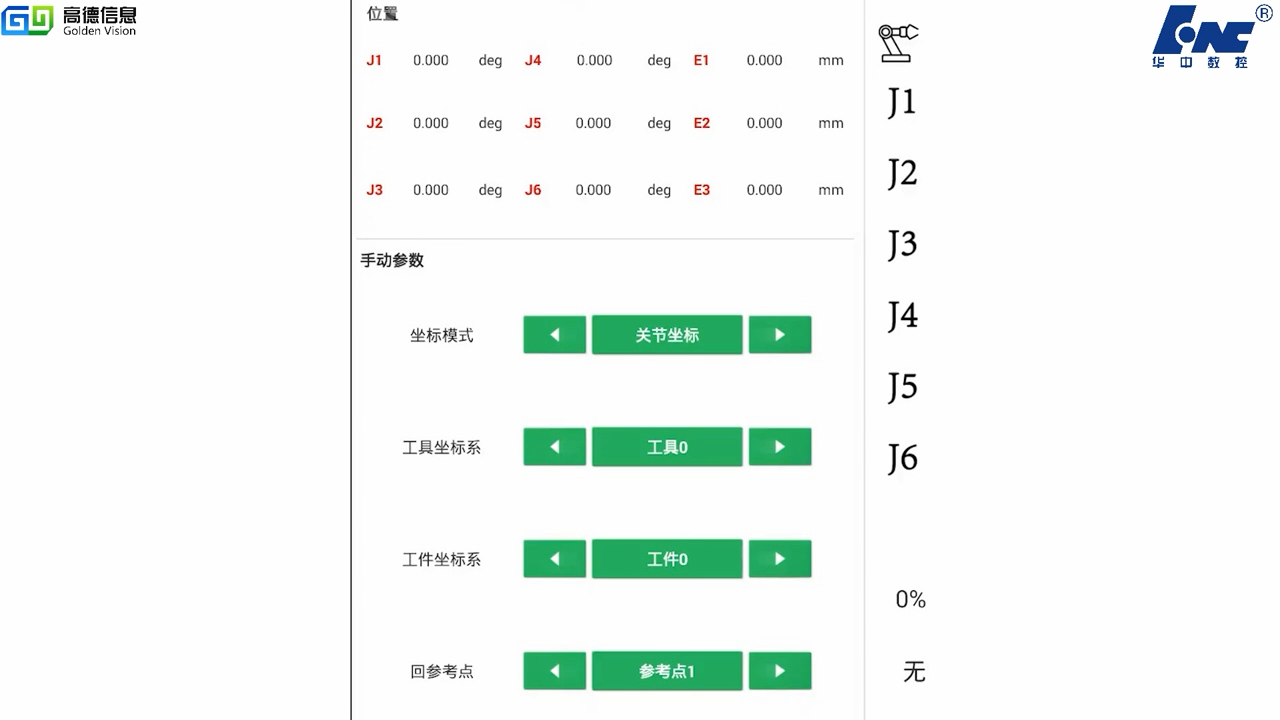 高德信息
Golden Vision
位置
J1 0.000 deg J4 0.000 deg E1 0.000 mm
J2 0.000 deg J5 0.000 deg E2 0.000 mm
J3 0.000 deg J6 0.000 deg E3 0.000 mm
手动参数
坐标模式 关节坐标
工具坐标系 工具0
工件坐标系 工件0
回参考点 参考点1
J1
J2
J3
J4
J5
J6
0%
无
HNC ®
华中数控